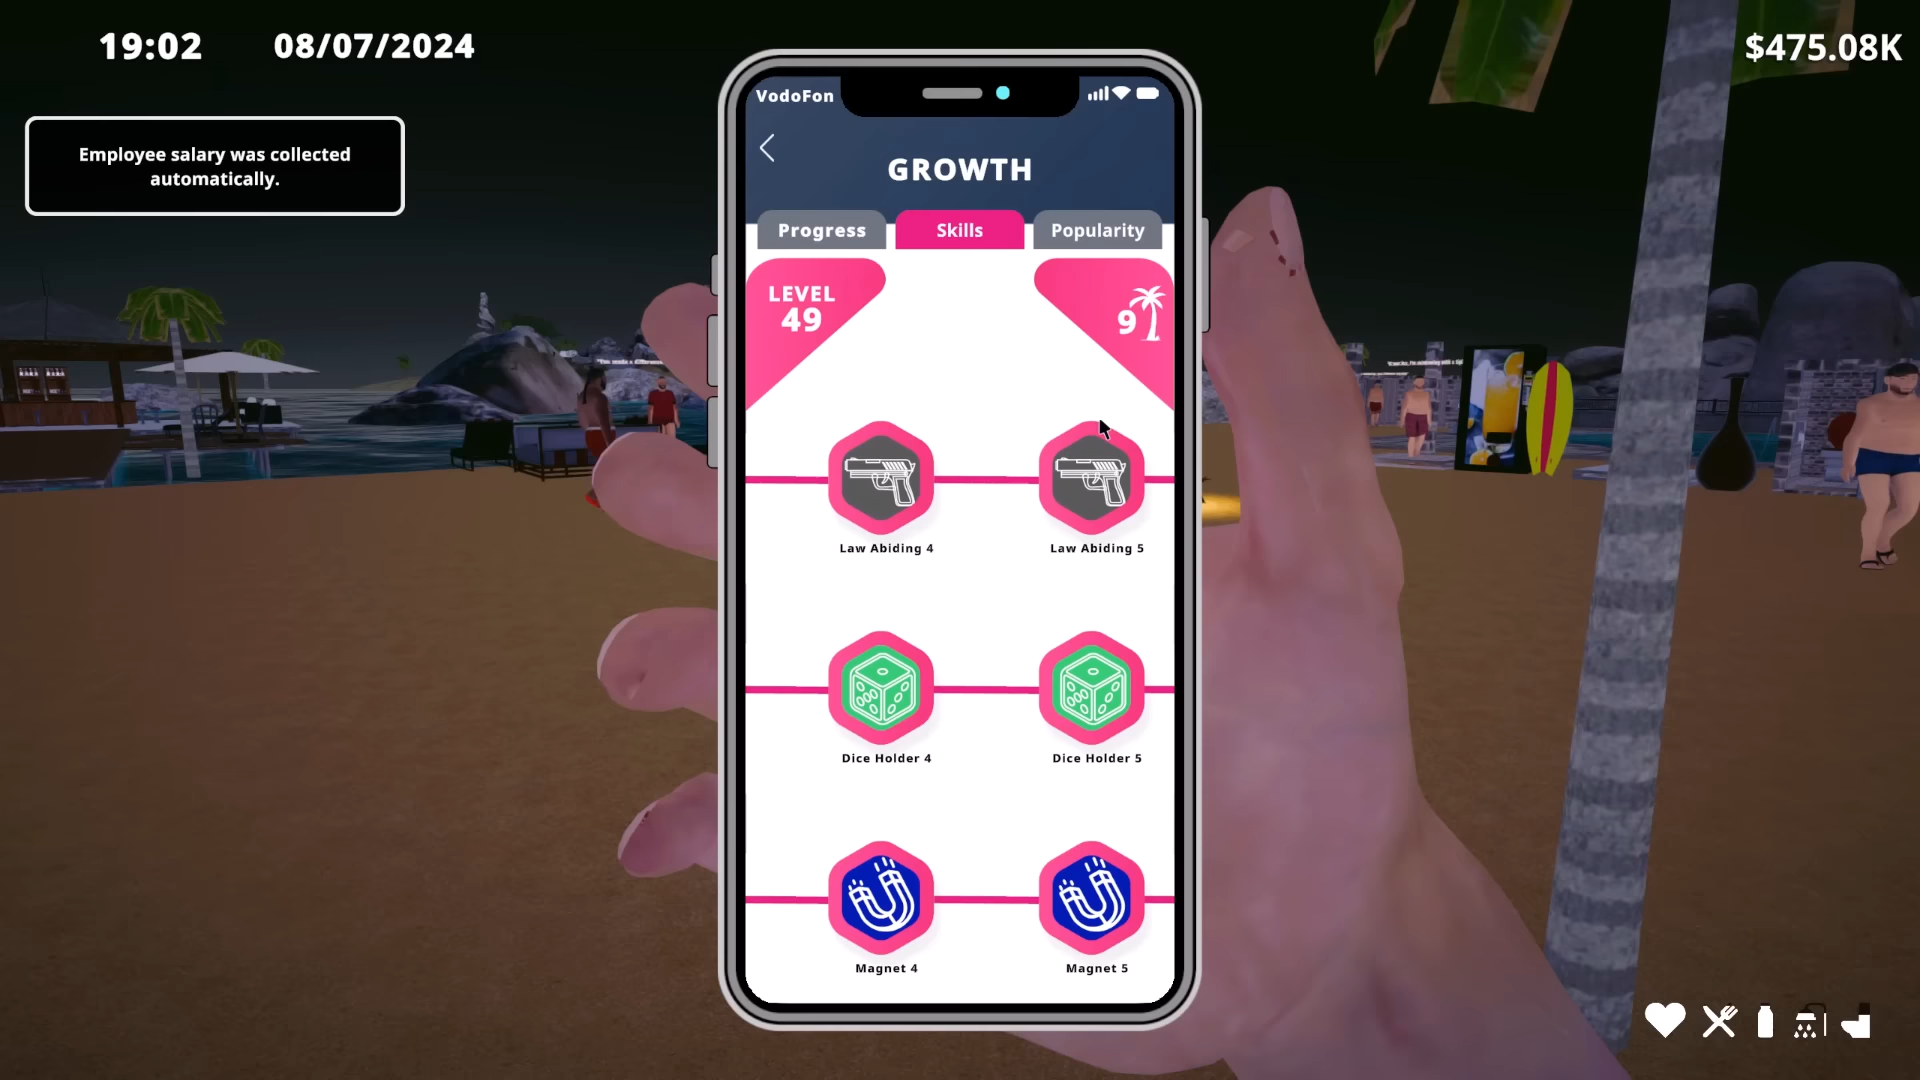 19:02
08/07/2024
$475.08K
Employee salary was collected
automatically.
VodoFon
GROWTH
Progress
Skills
Popularity
LEVEL
49
9
Law Abiding 4
Law Abiding 5
Dice Holder 4
Dice Holder 5
Magnet 4
Magnet 5